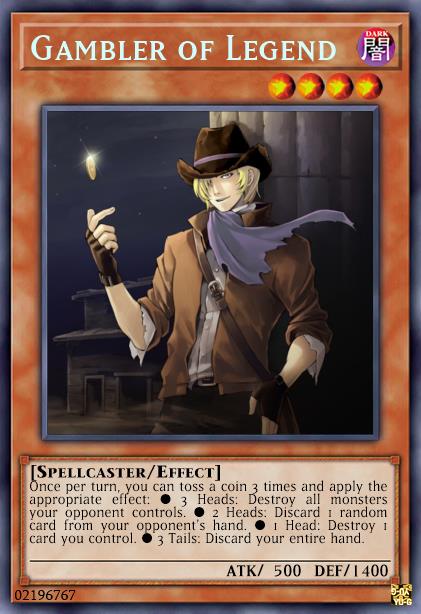 Gambler of Legend
DARK
闇
[Spellcaster/Effect]
Once per turn, you can toss a coin 3 times and apply the
appropriate effect: ● 3 Heads: Destroy all monsters
your opponent controls. ● 2 Heads: Discard 1 random
card from your opponent's hand. ● 1 Head: Destroy 1
card you control. ● 3 Tails: Discard your entire hand.
ATK/ 500 DEF/1400
02196767